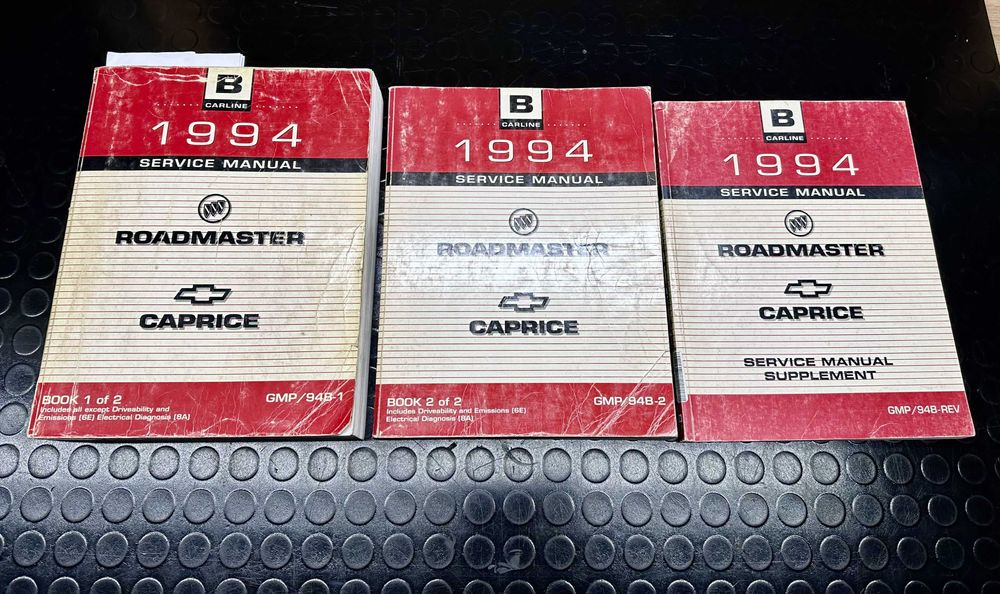 B
CARLINE
1994
SERVICE MANUAL
ROADMASTER
CAPRICE
BOOK 1 of 2
GMP/94B-1
Includes all except Driveability and
Emissions (6E) Electrical Diagnosis (8A)
B
CARLINE
1994
SERVICE MANUAL
ROADMASTER
CAPRICE
BOOK 2 of 2
GMP/94B-2
Includes Driveability and Emissions (6E)
Electrical Diagnosis (8A)
B
CARLINE
1994
SERVICE MANUAL
ROADMASTER
CAPRICE
SERVICE MANUAL
SUPPLEMENT
GMP/94B-REV